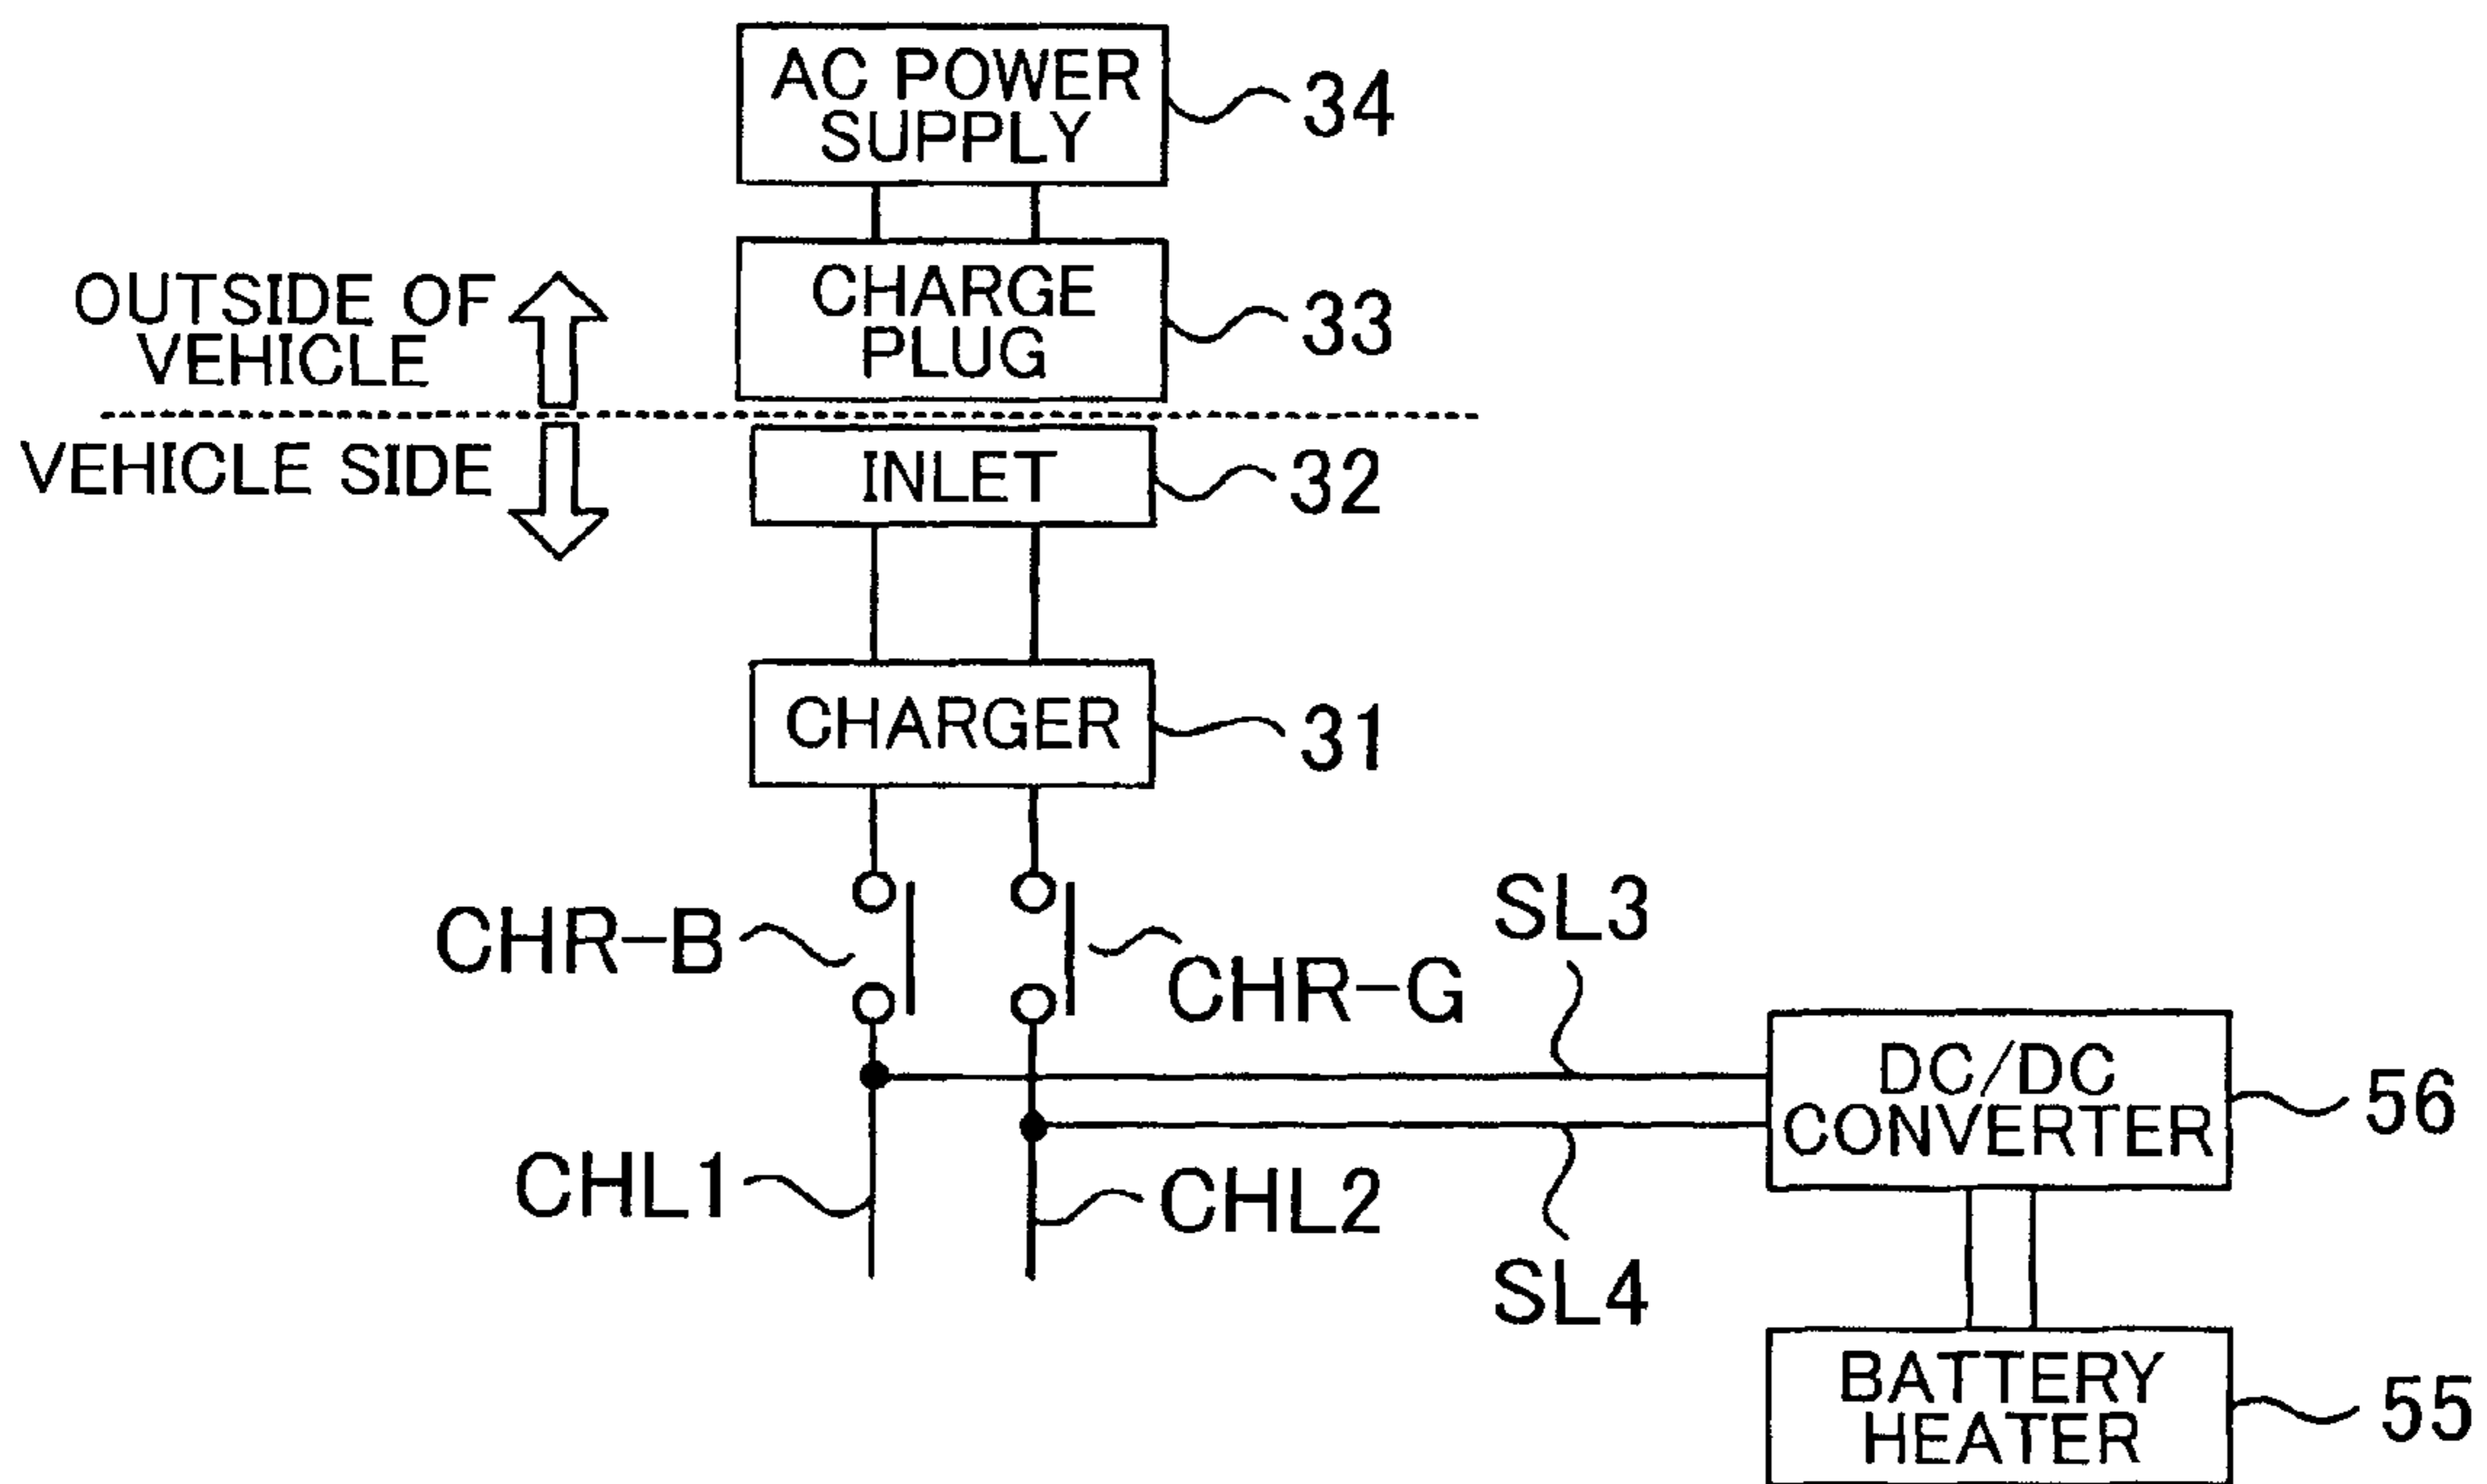 AC POWER
SUPPLY
34
CHARGE
PLUG
33
OUTSIDE OF
VEHICLE
VEHICLE SIDE
INLET
32
CHARGER
31
CHR-B
CHR-G
SL3
DC/DC
CONVERTER
56
CHL1
CHL2
SL4
BATTERY
HEATER
55